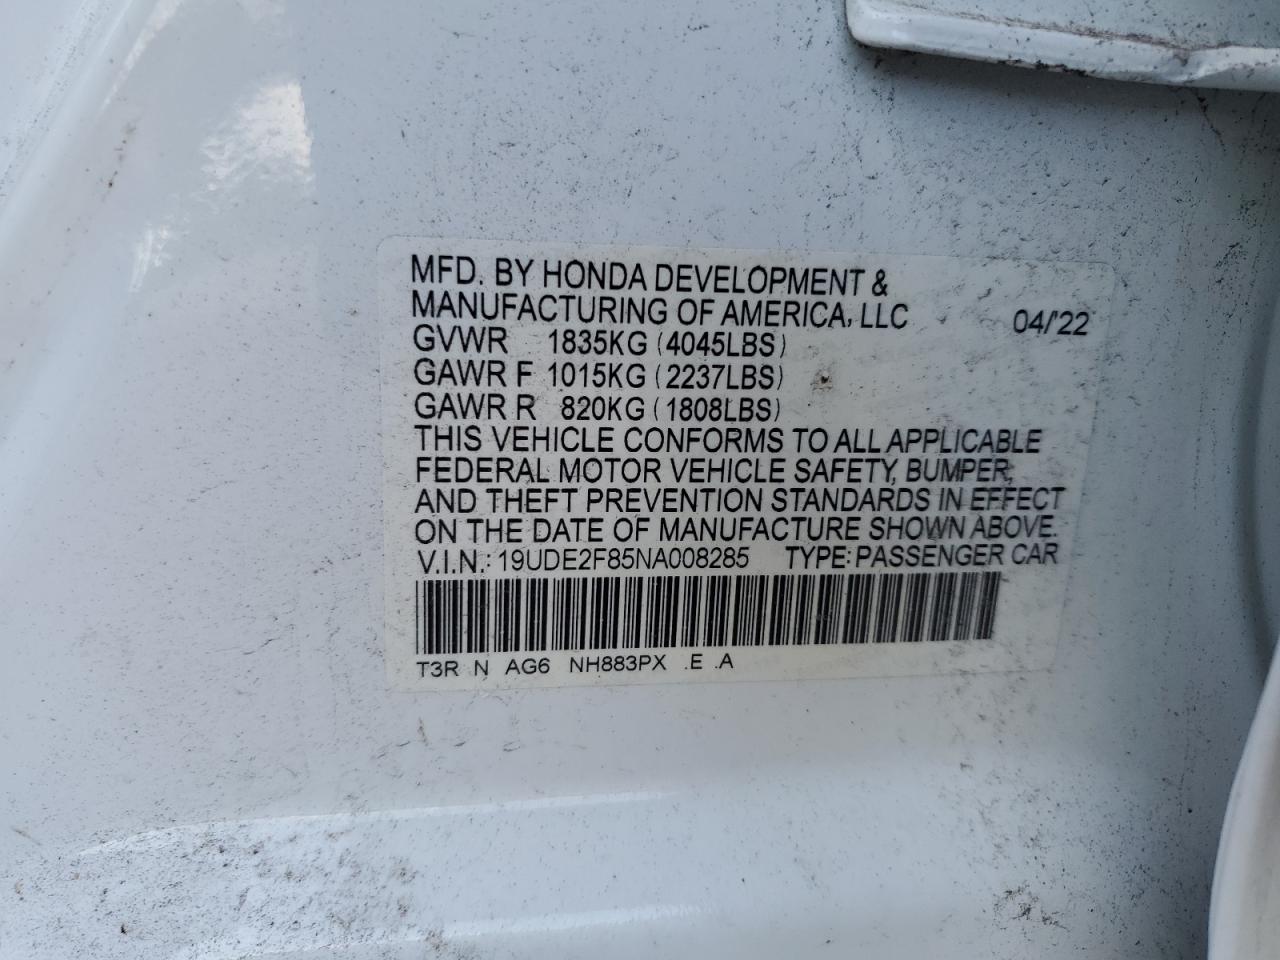 MFD. BY HONDA DEVELOPMENT &
MANUFACTURING OF AMERICA, LLC 04/'22
GVWR 1835KG (4045LBS)
GAWR F 1015KG (2237LBS)
GAWR R 820KG (1808LBS)
THIS VEHICLE CONFORMS TO ALL APPLICABLE
FEDERAL MOTOR VEHICLE SAFETY, BUMPER,
AND THEFT PREVENTION STANDARDS IN EFFECT
ON THE DATE OF MANUFACTURE SHOWN ABOVE.
V.I.N.: 19UDE2F85NA008285 TYPE: PASSENGER CAR
T3R N AG6 NH883PX .E .A